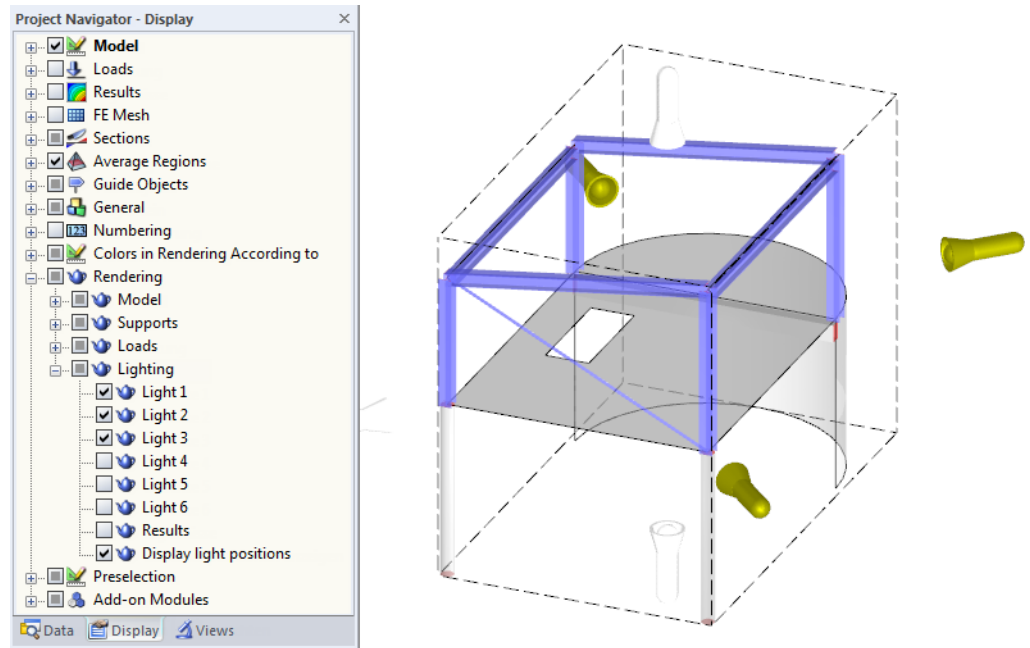 Project Navigator - Display
Model
Loads
Results
FE Mesh
Sections
Average Regions
Guide Objects
General
123 Numbering
Colors in Rendering According to
Rendering
Model
Supports
Loads
Lighting
Light 1
Light 2
Light 3
Light 4
Light 5
Light 6
Results
Display light positions
Preselection
Add-on Modules
Data Display Views